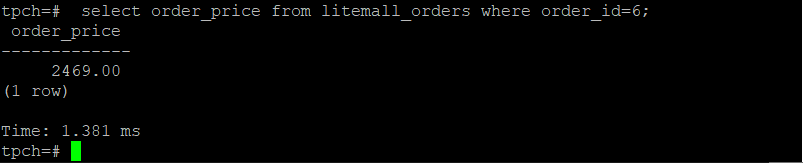 tpch=#  select order_price from litemall_orders where order_id=6;
 order_price
-------------
     2469.00
(1 row)

Time: 1.381 ms
tpch=#